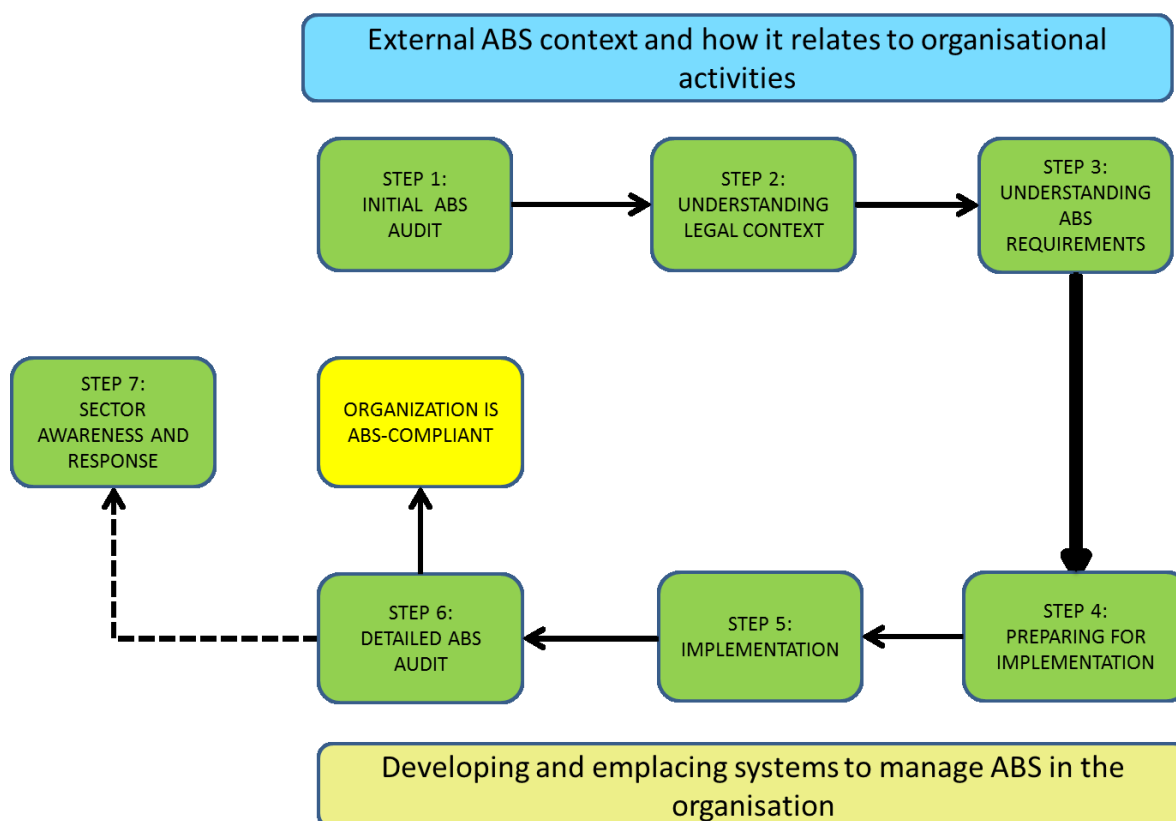 External ABS context and how it relates to organisational
activities
STEP 1:
INITIAL ABS
AUDIT
STEP 2:
UNDERSTANDING
LEGAL CONTEXT
STEP 3:
UNDERSTANDING
ABS
REQUIREMENTS
STEP 7:
SECTOR
AWARENESS AND
RESPONSE
ORGANIZATION IS
ABS-COMPLIANT
STEP 6:
DETAILED ABS
AUDIT
STEP 5:
IMPLEMENTATION
STEP 4:
PREPARING FOR
IMPLEMENTATION
Developing and emplacing systems to manage ABS in the
organisation